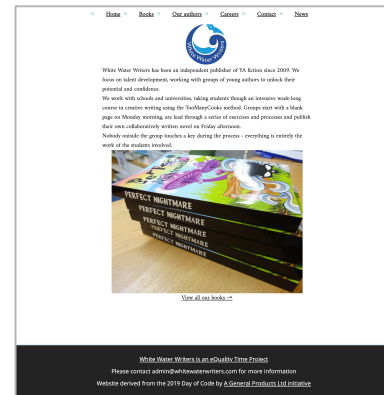 Home Books Our authors Careers Contact News
White Water Writers
White Water Writers has been an independent publisher of YA fiction since 2009. We
focus on talent development, working with groups of young authors to unlock their
potential and confidence.
We work with schools and universities, taking students though an intensive week-long
course in creative writing using the TooManyCooks method. Groups start with a blank
page on Monday morning, are lead through a series of exercises and processes and publish
their own collaboratively written novel on Friday afternoon.
Nobody outside the group touches a key during the process - everything is entirely the
work of the students involved.
Perfect
PERFECT NIGHTMARE
PERFECT NIGHTMARE
PERFECT NIGHTMARE
PERFECT NIGHTMARE
PERFECT NIGHTMARE
View all our books →
White Water Writers is an eQuality Time Project
Please contact admin@whitewaterwriters.com for more information
Website derived from the 2019 Day of Code by A General Products Ltd initiative